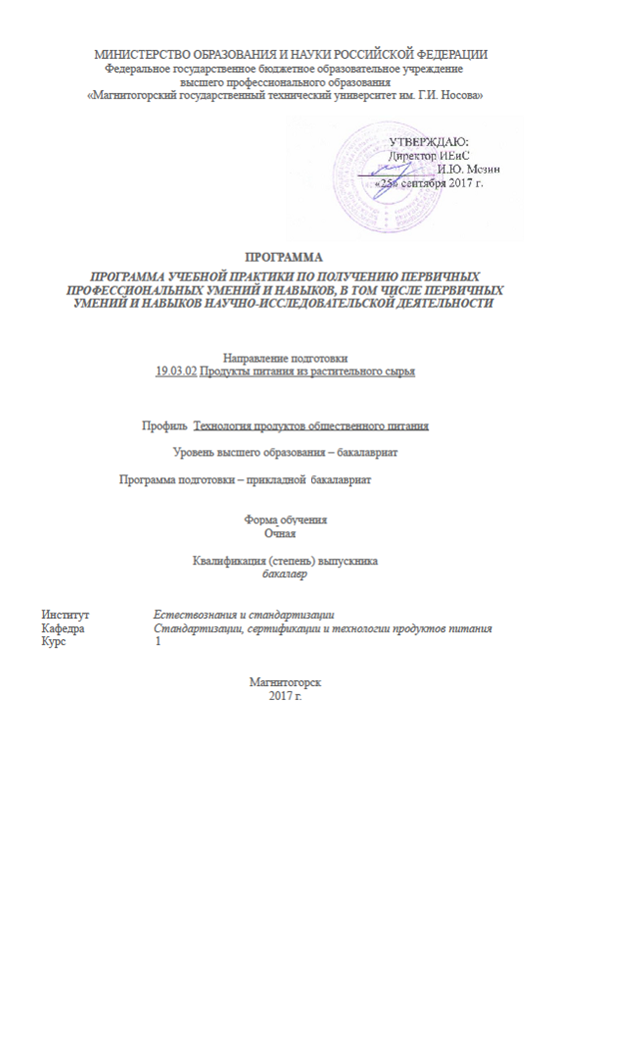 МИНИСТЕРСТВО ОБРАЗОВАНИЯ И НАУКИ РОССИЙСКОЙ ФЕДЕРАЦИИ
Федеральное государственное бюджетное образовательное учреждение
высшего профессионального образования
«Магнитогорский государственный технический университет им. Г.И. Носова»
УТВЕРЖДАЮ:
Директор ИЕиС
И.Ю. Мезин
«25» сентября 2017 г.
ПРОГРАММА
ПРОГРАММА УЧЕБНОЙ ПРАКТИКИ ПО ПОЛУЧЕНИЮ ПЕРВИЧНЫХ
ПРОФЕССИОНАЛЬНЫХ УМЕНИЙ И НАВЫКОВ, В ТОМ ЧИСЛЕ ПЕРВИЧНЫХ
УМЕНИЙ И НАВЫКОВ НАУЧНО-ИССЛЕДОВАТЕЛЬСКОЙ ДЕЯТЕЛЬНОСТИ
Направление подготовки
19.03.02 Продукты питания из растительного сырья
Профиль Технология продуктов общественного питания
Уровень высшего образования – бакалавриат
Программа подготовки – прикладной бакалавриат
Форма обучения
Очная
Квалификация (степень) выпускника
бакалавр
Институт Естествознания и стандартизации
Кафедра Стандартизации, сертификации и технологии продуктов питания
Курс 1
Магнитогорск
2017 г.